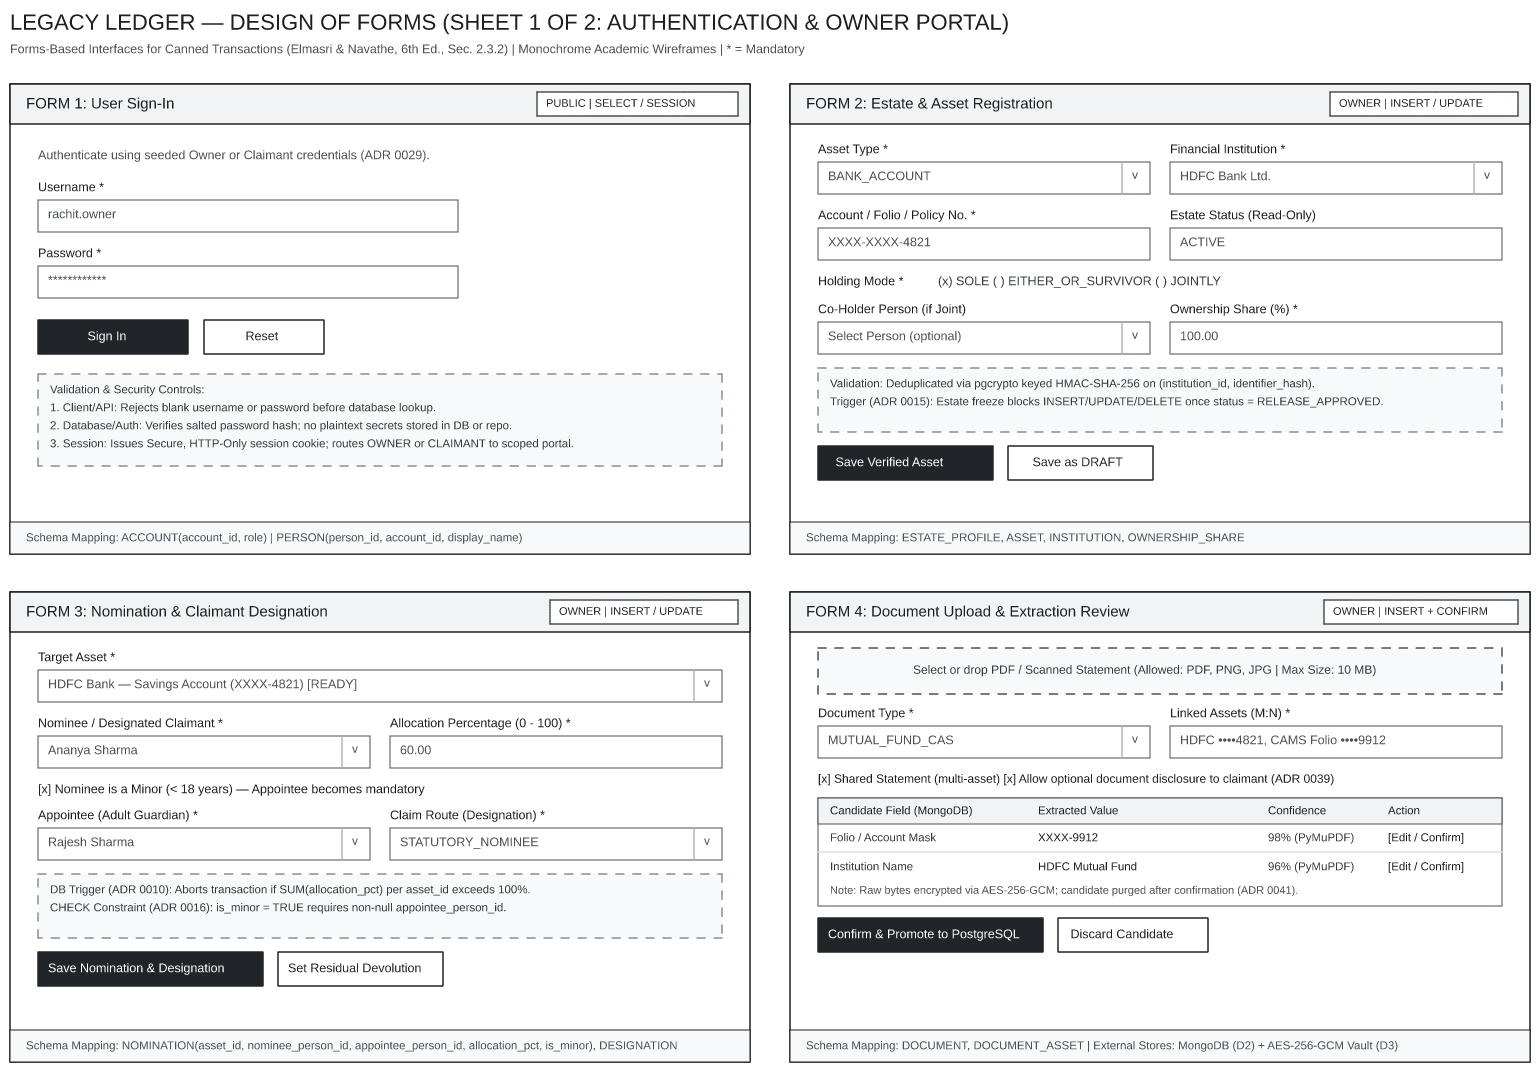 LEGACY LEDGER — DESIGN OF FORMS (SHEET 1 OF 2: AUTHENTICATION & OWNER PORTAL)
Forms-Based Interfaces for Canned Transactions (Elmasri & Navathe, 6th Ed., Sec. 2.3.2) | Monochrome Academic Wireframes | * = Mandatory
FORM 1: User Sign-In
PUBLIC | SELECT / SESSION
Authenticate using seeded Owner or Claimant credentials (ADR 0029).
Username *
rachit.owner
Password *
************
Sign In
Reset
Validation & Security Controls:
1. Client/API: Rejects blank username or password before database lookup.
2. Database/Auth: Verifies salted password hash; no plaintext secrets stored in DB or repo.
3. Session: Issues Secure, HTTP-Only session cookie; routes OWNER or CLAIMANT to scoped portal.
Schema Mapping: ACCOUNT(account_id, role) | PERSON(person_id, account_id, display_name)
FORM 2: Estate & Asset Registration
OWNER | INSERT / UPDATE
Asset Type *
Financial Institution *
BANK_ACCOUNT v
HDFC Bank Ltd. v
Account / Folio / Policy No. *
Estate Status (Read-Only)
XXXX-XXXX-4821
ACTIVE
Holding Mode * (x) SOLE ( ) EITHER_OR_SURVIVOR ( ) JOINTLY
Co-Holder Person (if Joint)
Ownership Share (%) *
Select Person (optional) v
100.00
Validation: Deduplicated via pgcrypto keyed HMAC-SHA-256 on (institution_id, identifier_hash).
Trigger (ADR 0015): Estate freeze blocks INSERT/UPDATE/DELETE once status = RELEASE_APPROVED.
Save Verified Asset
Save as DRAFT
Schema Mapping: ESTATE_PROFILE, ASSET, INSTITUTION, OWNERSHIP_SHARE
FORM 3: Nomination & Claimant Designation
OWNER | INSERT / UPDATE
Target Asset *
HDFC Bank — Savings Account (XXXX-4821) [READY] v
Nominee / Designated Claimant *
Allocation Percentage (0 - 100) *
Ananya Sharma v
60.00
[x] Nominee is a Minor (< 18 years) — Appointee becomes mandatory
Appointee (Adult Guardian) *
Claim Route (Designation) *
Rajesh Sharma v
STATUTORY_NOMINEE v
DB Trigger (ADR 0010): Aborts transaction if SUM(allocation_pct) per asset_id exceeds 100%.
CHECK Constraint (ADR 0016): is_minor = TRUE requires non-null appointee_person_id.
Save Nomination & Designation
Set Residual Devolution
Schema Mapping: NOMINATION(asset_id, nominee_person_id, appointee_person_id, allocation_pct, is_minor), DESIGNATION
FORM 4: Document Upload & Extraction Review
OWNER | INSERT + CONFIRM
Select or drop PDF / Scanned Statement (Allowed: PDF, PNG, JPG | Max Size: 10 MB)
Document Type *
Linked Assets (M:N) *
MUTUAL_FUND_CAS v
HDFC ••••4821, CAMS Folio ••••9912
[x] Shared Statement (multi-asset) [x] Allow optional document disclosure to claimant (ADR 0039)
Candidate Field (MongoDB) Extracted Value Confidence Action
Folio / Account Mask XXXX-9912 98% (PyMuPDF) [Edit / Confirm]
Institution Name HDFC Mutual Fund 96% (PyMuPDF) [Edit / Confirm]
Note: Raw bytes encrypted via AES-256-GCM; candidate purged after confirmation (ADR 0041).
Confirm & Promote to PostgreSQL
Discard Candidate
Schema Mapping: DOCUMENT, DOCUMENT_ASSET | External Stores: MongoDB (D2) + AES-256-GCM Vault (D3)